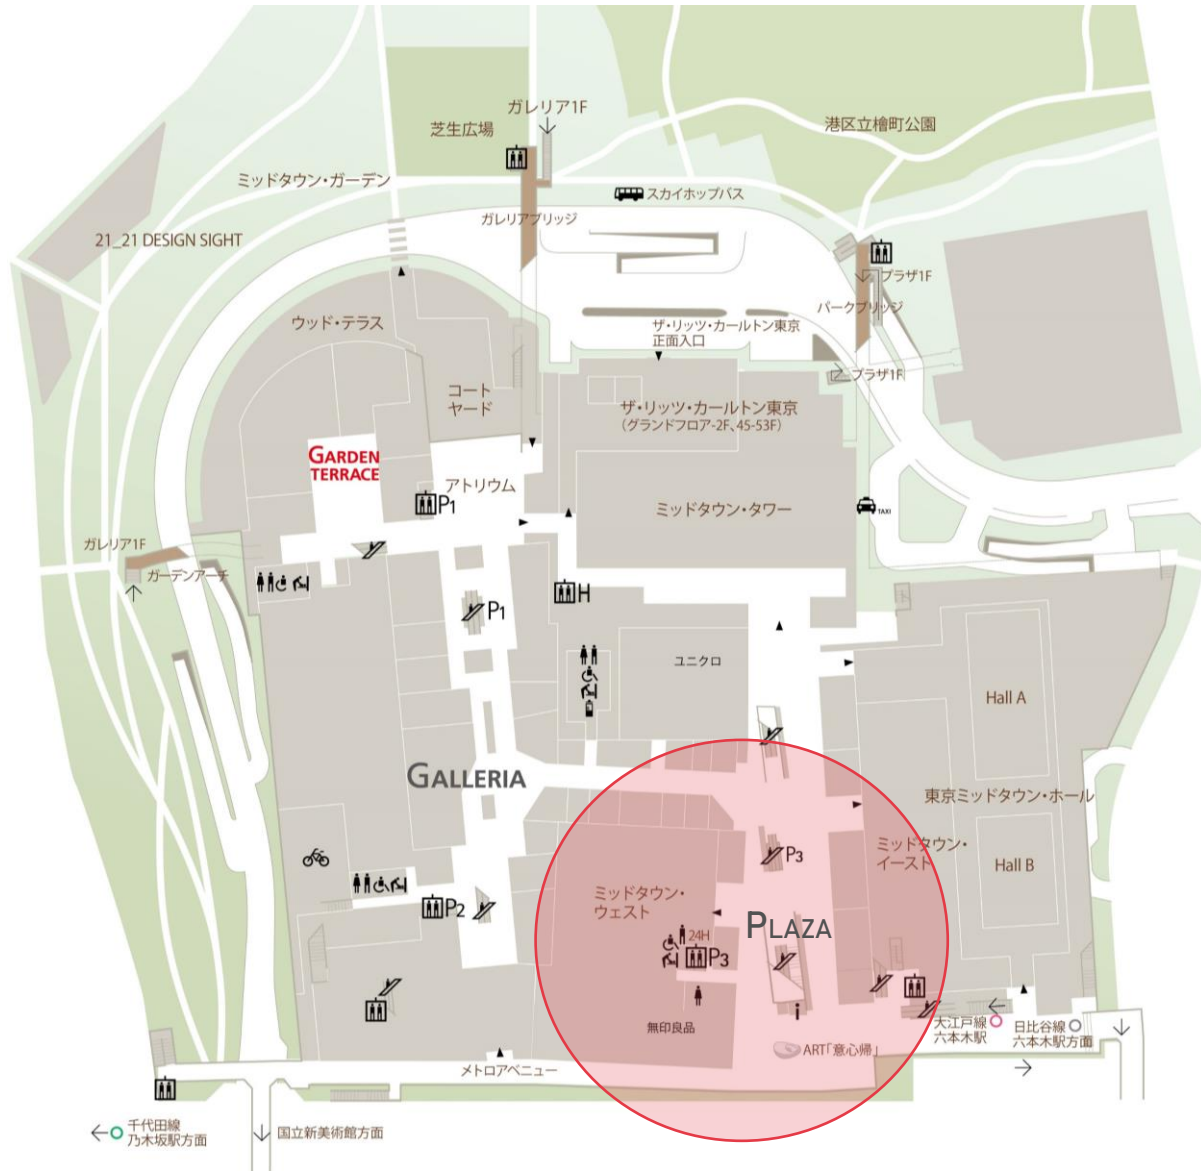 ガレリア1F
芝生広場
港区立檜町公園
ミッドタウン・ガーデン
スカイホップバス
ガレリアブリッジ
21_21 DESIGN SIGHT
プラザ1F
パークブリッジ
ウッド・テラス
ザ・リッツ・カールトン東京
正面入口
プラザ1F
コート
ヤード
ザ・リッツ・カールトン東京
(グランドフロア-2F、45-53F)
GARDEN
TERRACE
アトリウム
P1
ミッドタウン・タワー
TAXI
ガレリア1F
ガーデンアーチ
H
P1
ユニクロ
Hall A
GALLERIA
東京ミッドタウン・ホール
ミッドタウン・
イースト
P3
Hall B
ミッドタウン・
ウェスト
P2
PLAZA
24H
P3
無印良品
大江戸線
六本木駅
日比谷線
六本木駅方面
ART「意心帰」
メトロアベニュー
千代田線
乃木坂駅方面
国立新美術館方面